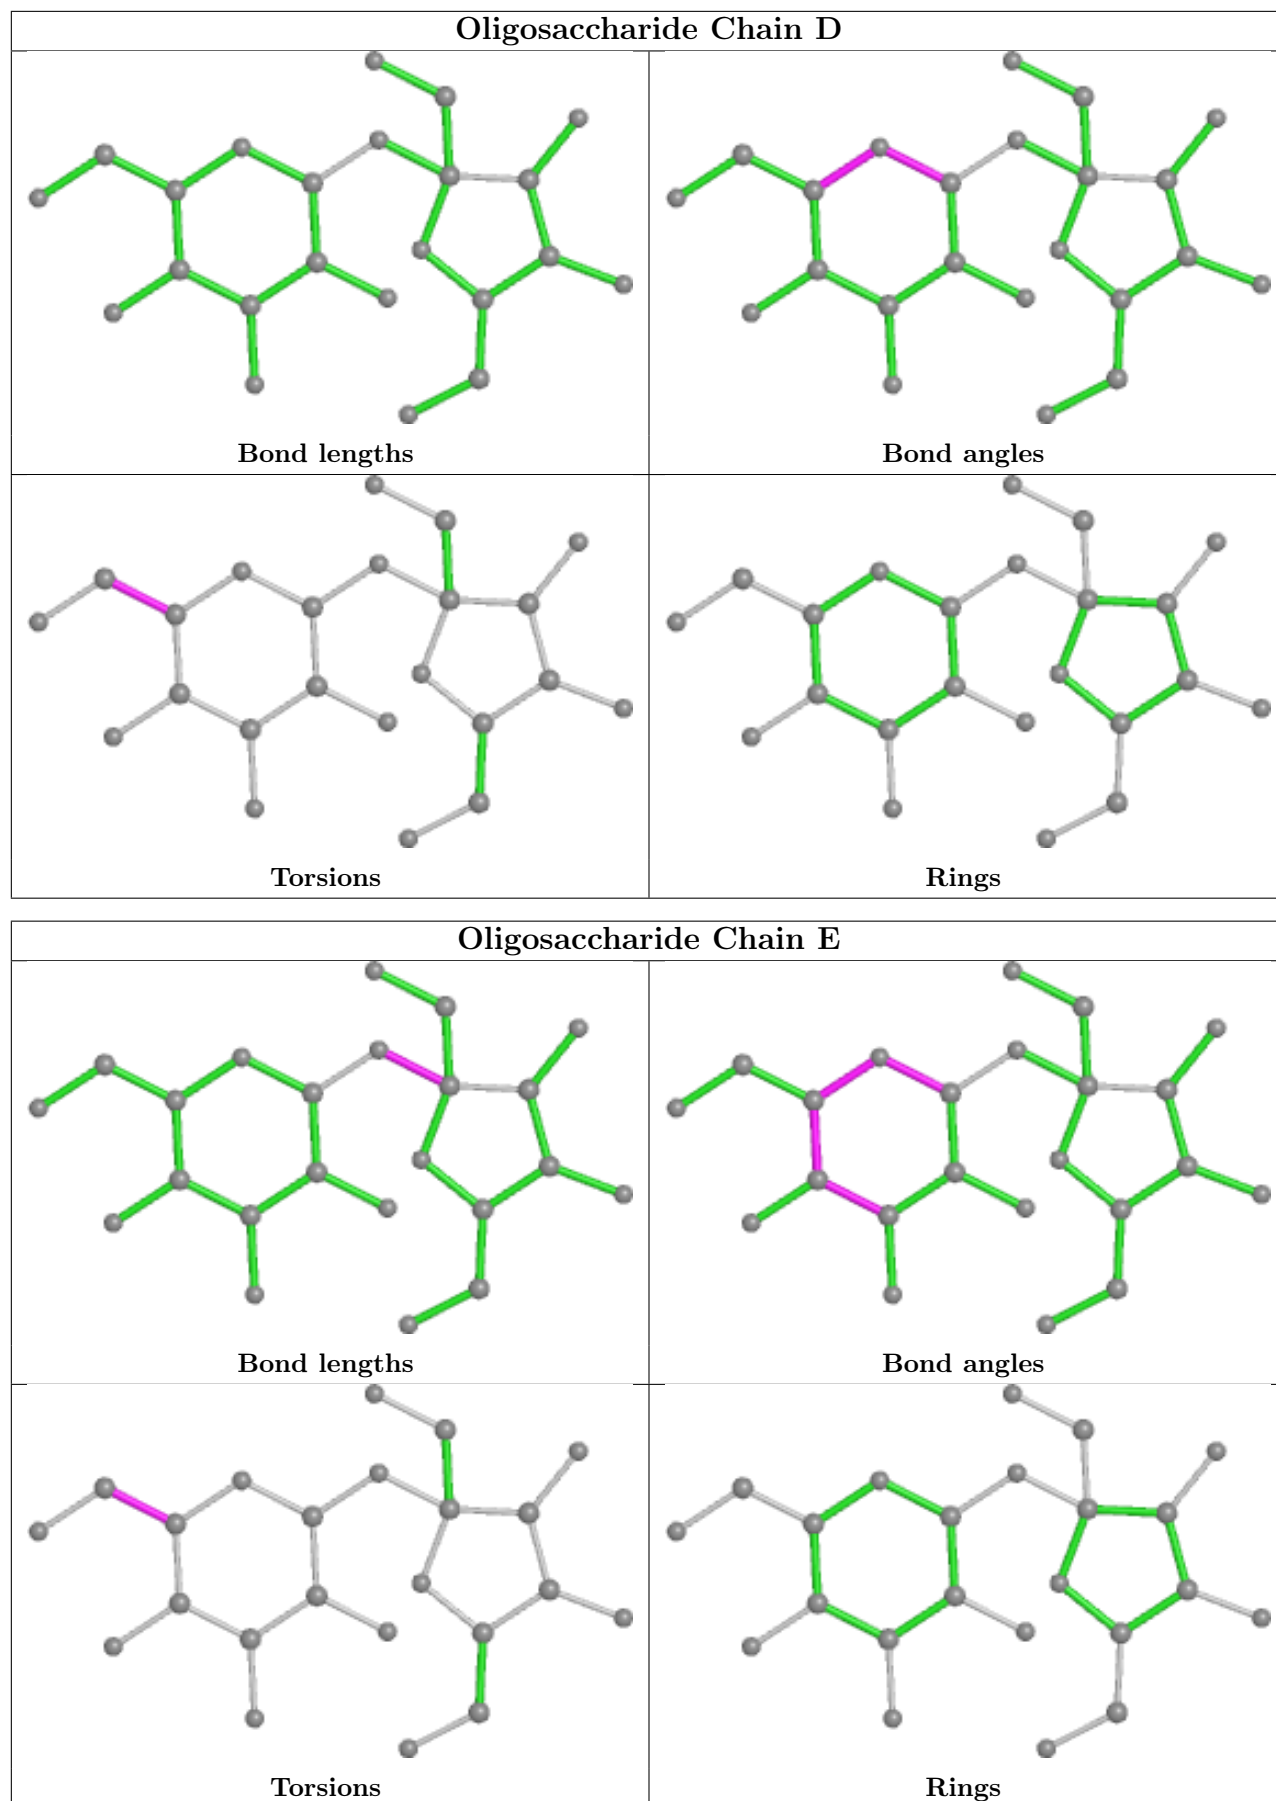 Oligosaccharide Chain D
Bond lengths
Bond angles
Torsions
Rings
Oligosaccharide Chain E
Bond lengths
Bond angles
Torsions
Rings